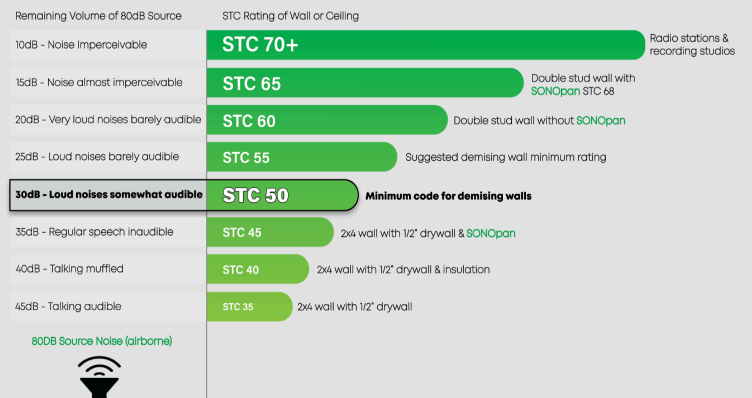 Remaining Volume of 80dB Source
STC Rating of Wall or Ceiling
10dB - Noise Imperceivable
STC 70+
Radio stations &
recording studios
15dB - Noise almost imperceivable
STC 65
Double stud wall with
SONOpan STC 68
20dB - Very loud noises barely audible
STC 60
Double stud wall without SONOpan
25dB - Loud noises barely audible
STC 55
Suggested demising wall minimum rating
30dB - Loud noises somewhat audible
STC 50
Minimum code for demising walls
35dB - Regular speech inaudible
STC 45
2x4 wall with 1/2" drywall & SONOpan
40dB - Talking muffled
STC 40
2x4 wall with 1/2" drywall & insulation
45dB - Talking audible
STC 35
2x4 wall with 1/2" drywall
80DB Source Noise (airborne)